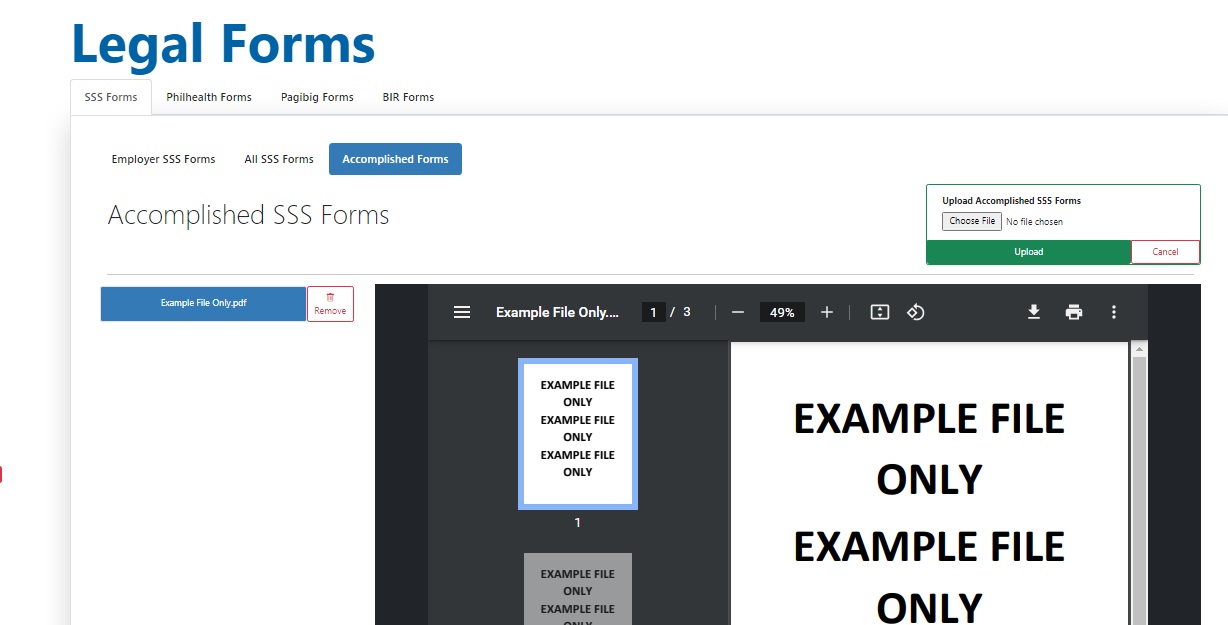 Legal Forms
SSS Forms
Philhealth Forms
Pagibig Forms
BIR Forms
Employer SSS Forms
All SSS Forms
Accomplished Forms
Accomplished SSS Forms
Upload Accomplished SSS Forms
Choose File No file chosen
Upload
Cancel
Example File Only.pdf
Remove
Example File Only....
1 / 3
49%
EXAMPLE FILE
ONLY
EXAMPLE FILE
ONLY
EXAMPLE FILE
ONLY
1
EXAMPLE FILE
ONLY
EXAMPLE FILE
ONLY
EXAMPLE FILE
ONLY
EXAMPLE FILE
ONLY